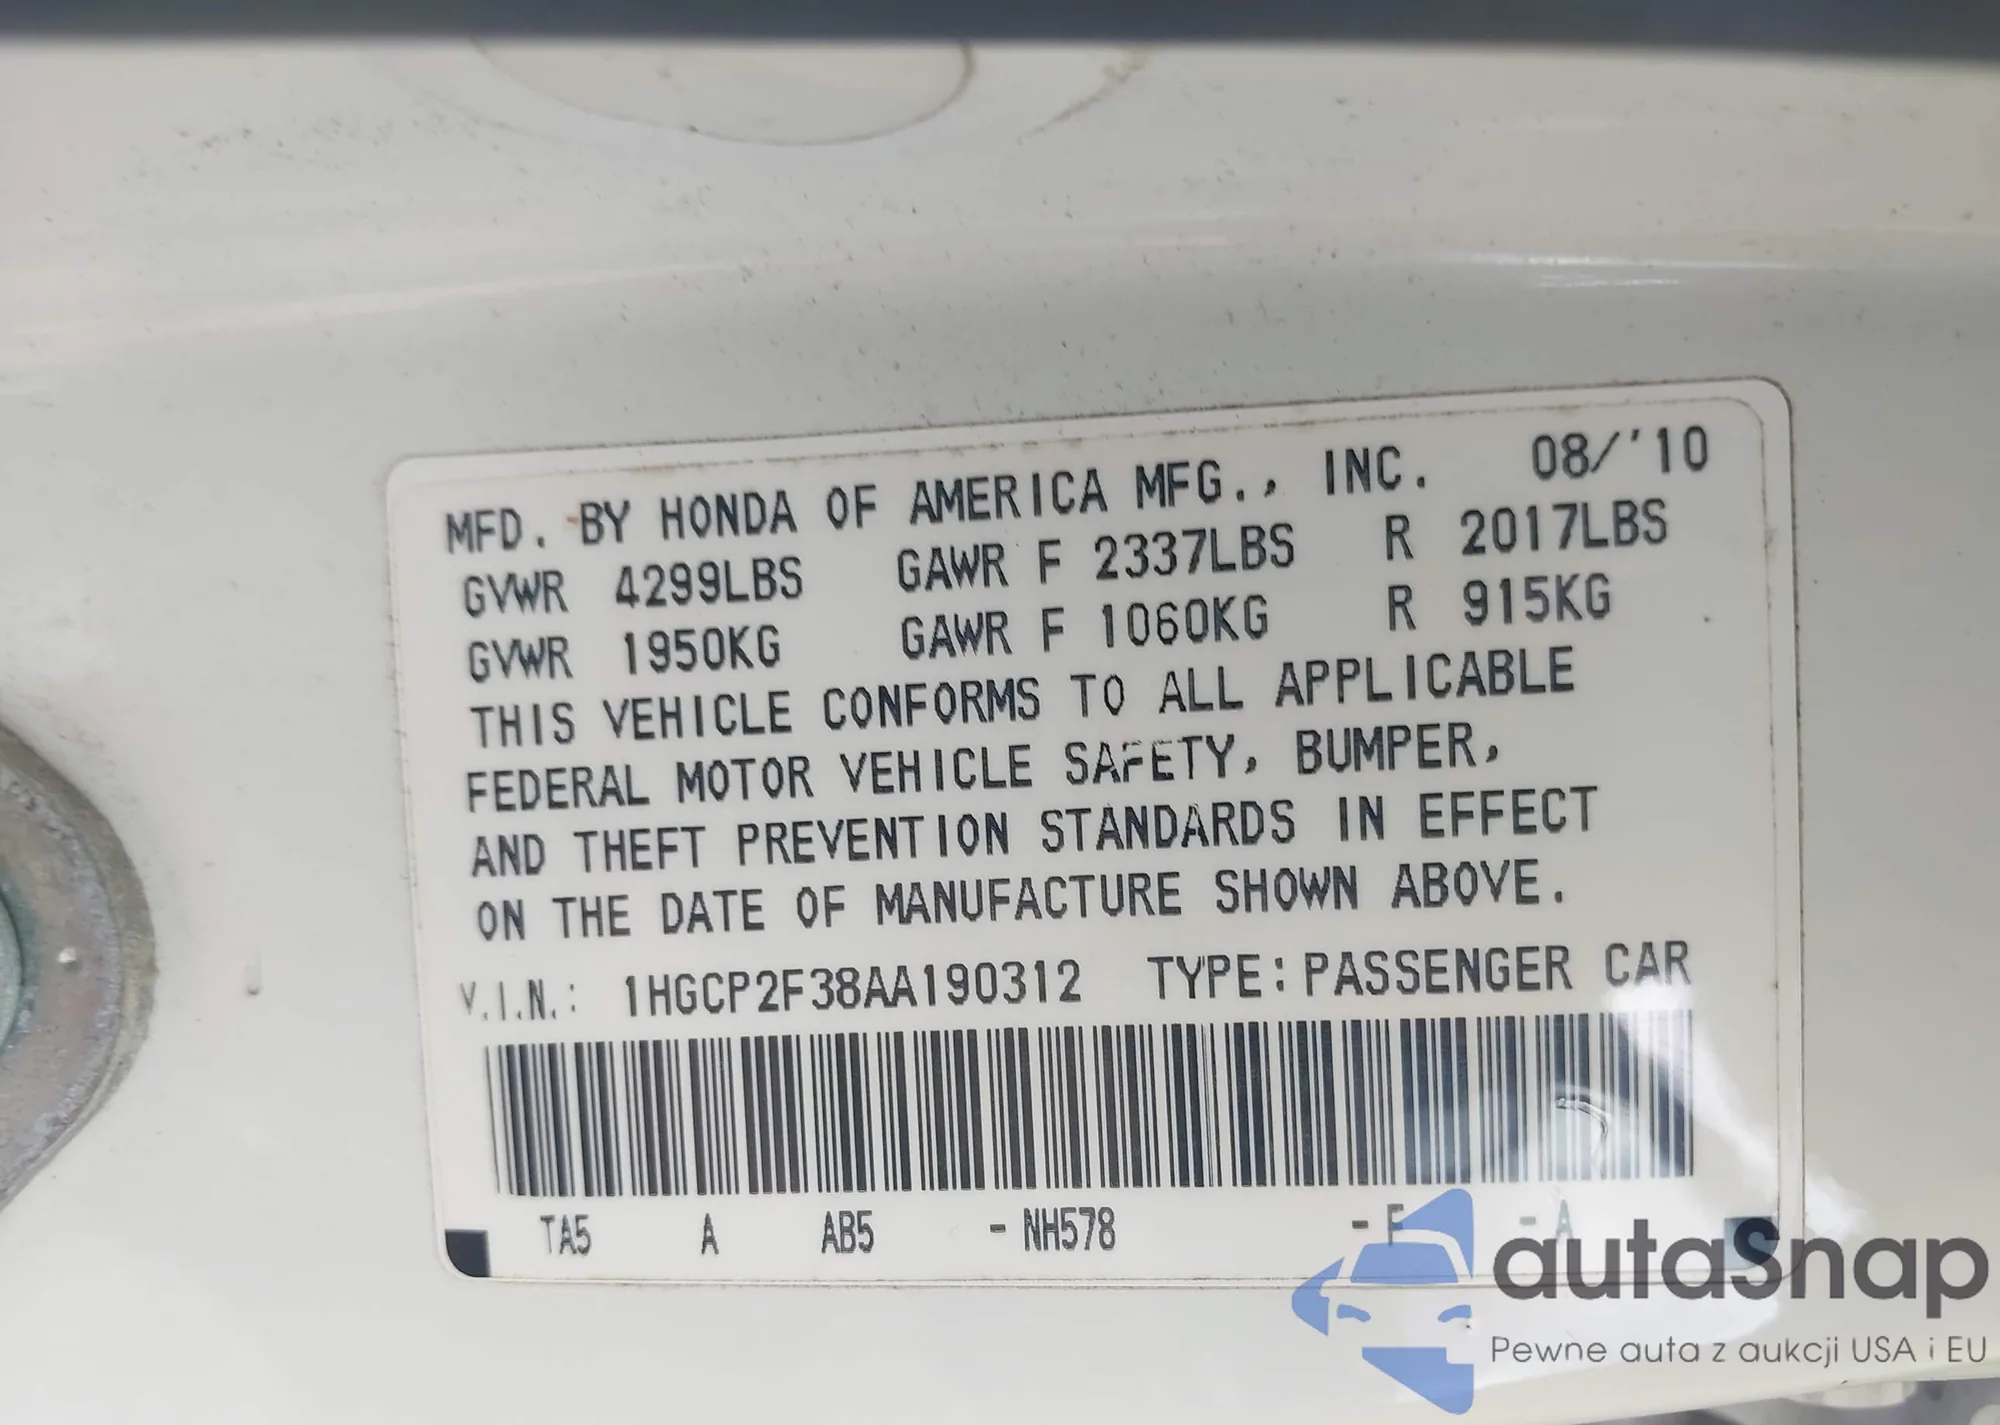 MFD. BY HONDA OF AMERICA MFG., INC. 08/'10
GVWR 4299LBS GAWR F 2337LBS R 2017LBS
GVWR 1950KG GAWR F 1060KG R 915KG
THIS VEHICLE CONFORMS TO ALL APPLICABLE
FEDERAL MOTOR VEHICLE SAFETY, BUMPER,
AND THEFT PREVENTION STANDARDS IN EFFECT
ON THE DATE OF MANUFACTURE SHOWN ABOVE.
V.I.N.: 1HGCP2F38AA190312 TYPE: PASSENGER CAR
TA5 A AB5 - NH578 - F - A
autaSnap
Pewne auta z aukcji USA i EU